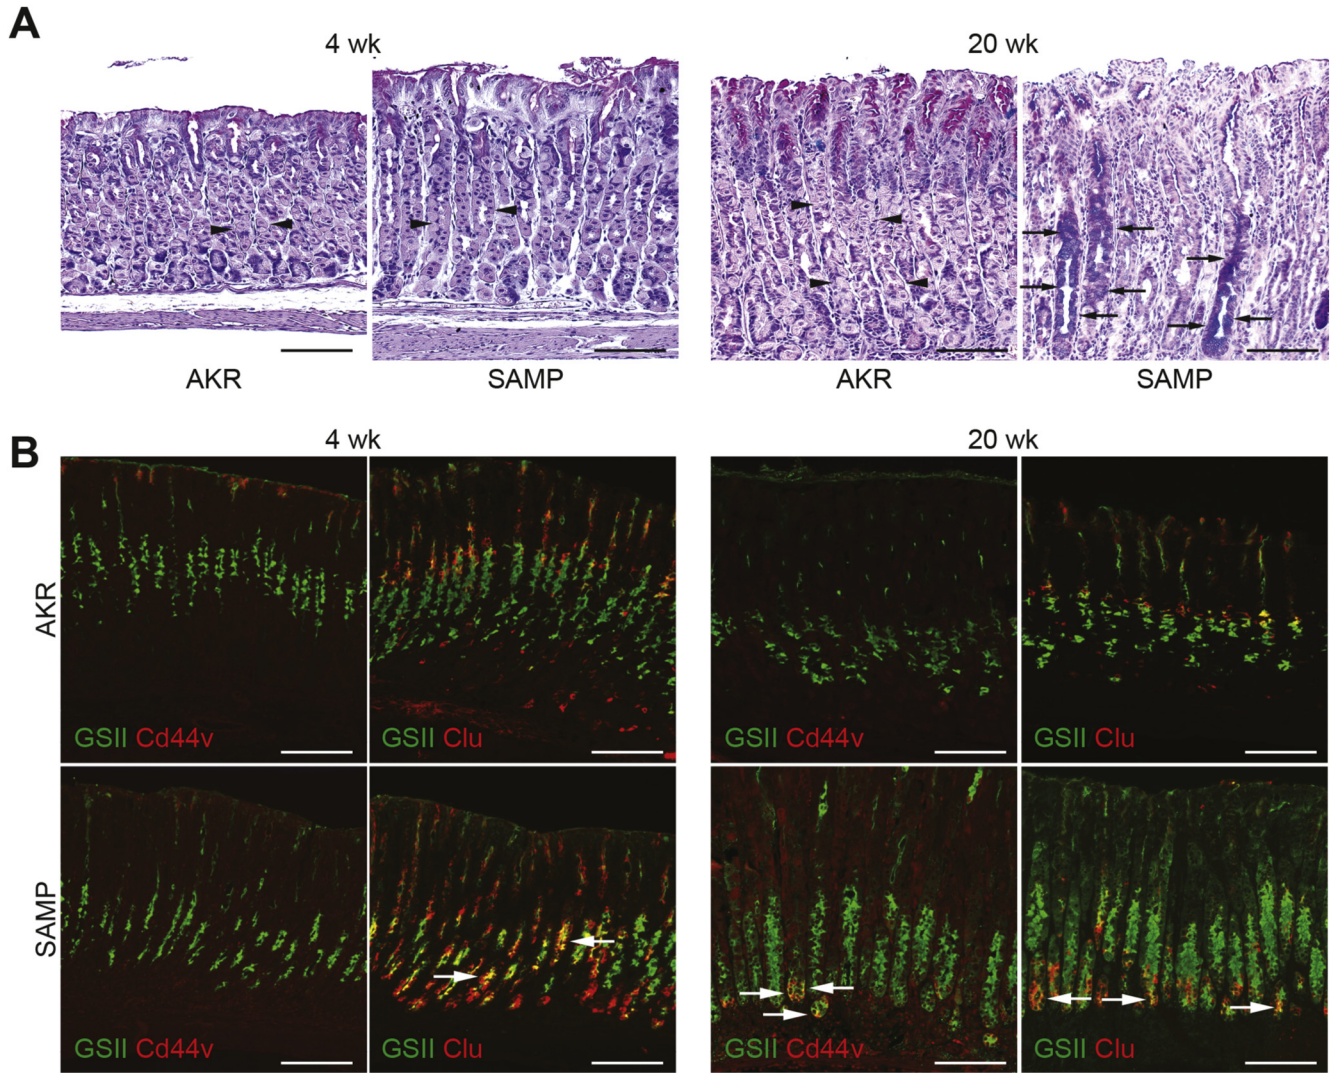 A
4 wk
20 wk
AKR
SAMP
AKR
SAMP
B
4 wk
20 wk
AKR
GSII Cd44v
GSII Clu
GSII Cd44v
GSII Clu
SAMP
GSII Cd44v
GSII Clu
GSII Cd44v
GSII Clu